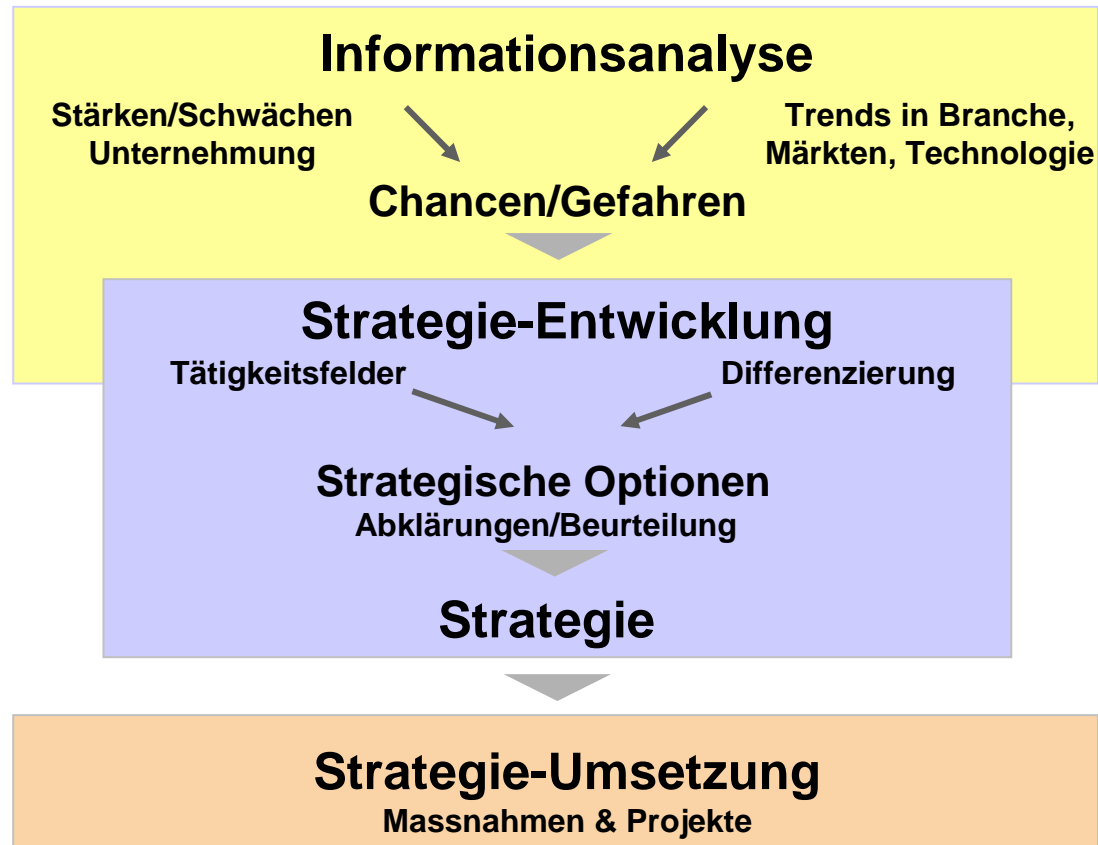 Informationsanalyse
Stärken/Schwächen
Unternehmung
Trends in Branche,
Märkten, Technologie
Chancen/Gefahren
Strategie-Entwicklung
Tätigkeitsfelder
Differenzierung
Strategische Optionen
Abklärungen/Beurteilung
Strategie
Strategie-Umsetzung
Massnahmen & Projekte